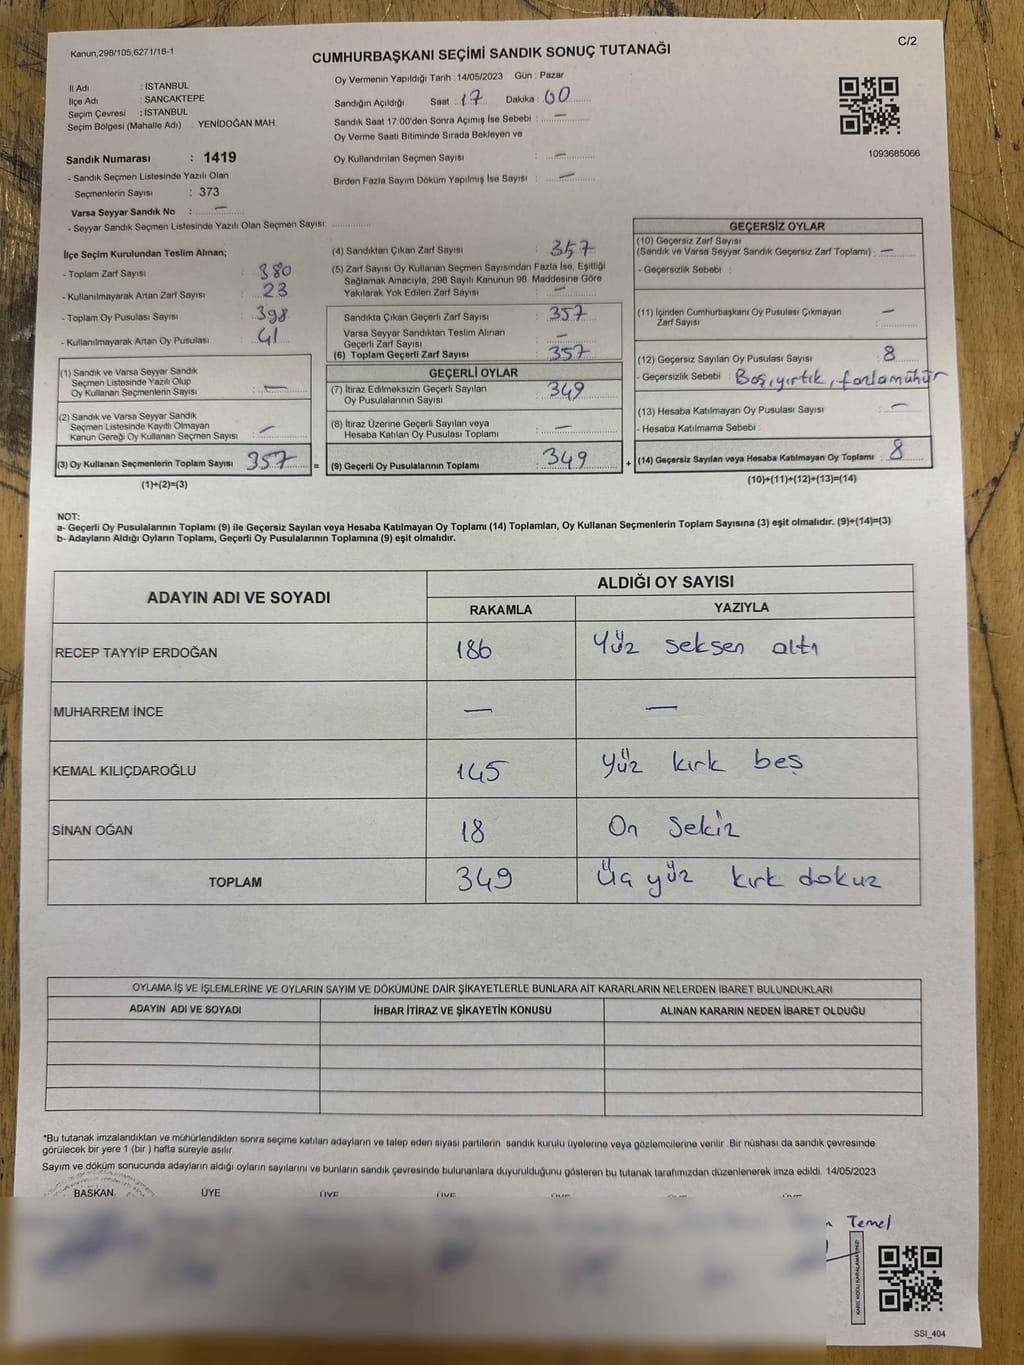 Kanun;298/105,6271/18-1
C/2
CUMHURBAŞKANI SEÇİMİ SANDIK SONUÇ TUTANAĞI
İl Adı : İSTANBUL
İlçe Adı : SANCAKTEPE
Seçim Çevresi : İSTANBUL
Seçim Bölgesi (Mahalle Adı) : YENİDOĞAN MAH.
Sandık Numarası : 1419
- Sandık Seçmen Listesinde Yazılı Olan
Seçmenlerin Sayısı : 373
Varsa Seyyar Sandık No : —
- Seyyar Sandık Seçmen Listesinde Yazılı Olan Seçmen Sayısı: ............
Oy Vermenin Yapıldığı Tarih : 14/05/2023 Gün : Pazar
Sandığın Açıldığı Saat : 17 Dakika : 00
Sandık Saat 17:00'den Sonra Açımış İse Sebebi : —
Oy Verme Saati Bitiminde Sırada Bekleyen ve
Oy Kullandırılan Seçmen Sayısı : —
Birden Fazla Sayım Döküm Yapılmış İse Sayısı : —
1093685066
İlçe Seçim Kurulundan Teslim Alınan;
- Toplam Zarf Sayısı : 380
- Kullanılmayarak Artan Zarf Sayısı : 23
- Toplam Oy Pusulası Sayısı : 398
- Kullanılmayarak Artan Oy Pusulası : 41
(1) Sandık ve Varsa Seyyar Sandık
Seçmen Listesinde Yazılı Olup
Oy Kullanan Seçmenlerin Sayısı : —
(2) Sandık ve Varsa Seyyar Sandık
Seçmen Listesinde Kayıtlı Olmayan
Kanun Gereği Oy Kullanan Seçmen Sayısı : —
(3) Oy Kullanan Seçmenlerin Toplam Sayısı 357 =
(1)+(2)=(3)
(4) Sandıktan Çıkan Zarf Sayısı : 357
(5) Zarf Sayısı Oy Kullanan Seçmen Sayısından Fazla İse, Eşitliği
Sağlamak Amacıyla, 298 Sayılı Kanunun 98. Maddesine Göre
Yakılarak Yok Edilen Zarf Sayısı : —
Sandıkta Çıkan Geçerli Zarf Sayısı : 357
Varsa Seyyar Sandıktan Teslim Alınan
Geçerli Zarf Sayısı : —
(6) Toplam Geçerli Zarf Sayısı : 357
GEÇERLİ OYLAR
(7) İtiraz Edilmeksizin Geçerli Sayılan
Oy Pusulalarının Sayısı : 349
(8) İtiraz Üzerine Geçerli Sayılan veya
Hesaba Katılan Oy Pusulası Toplamı : —
(9) Geçerli Oy Pusulalarının Toplamı : 349 +
GEÇERSİZ OYLAR
(10) Geçersiz Zarf Sayısı
(Sandık ve Varsa Seyyar Sandık Geçersiz Zarf Toplamı) : —
- Geçersizlik Sebebi :
(11) İçinden Cumhurbaşkanı Oy Pusulası Çıkmayan
Zarf Sayısı : —
(12) Geçersiz Sayılan Oy Pusulası Sayısı : 8
- Geçersizlik Sebebi : Boş, yırtık, fazlamühür
(13) Hesaba Katılmayan Oy Pusulası Sayısı : —
- Hesaba Katılmama Sebebi :
(14) Geçersiz Sayılan veya Hesaba Katılmayan Oy Toplamı : 8
(10)+(11)+(12)+(13)=(14)
NOT:
a- Geçerli Oy Pusulalarının Toplamı (9) ile Geçersiz Sayılan veya Hesaba Katılmayan Oy Toplamı (14) Toplamları, Oy Kullanan Seçmenlerin Toplam Sayısına (3) eşit olmalıdır. (9)+(14)=(3)
b- Adayların Aldığı Oyların Toplamı, Geçerli Oy Pusulalarının Toplamına (9) eşit olmalıdır.
ADAYIN ADI VE SOYADI
ALDIĞI OY SAYISI
RAKAMLA YAZIYLA
RECEP TAYYİP ERDOĞAN 186 Yüz seksen altı
MUHARREM İNCE — —
KEMAL KILIÇDAROĞLU 145 Yüz kırk beş
SİNAN OĞAN 18 On Sekiz
TOPLAM 349 Üç yüz kırk dokuz
OYLAMA İŞ VE İŞLEMLERİNE VE OYLARIN SAYIM VE DÖKÜMÜNE DAİR ŞİKAYETLERLE BUNLARA AİT KARARLARIN NELERDEN İBARET BULUNDUKLARI
ADAYIN ADI VE SOYADI İHBAR İTİRAZ VE ŞİKAYETİN KONUSU ALINAN KARARIN NEDEN İBARET OLDUĞU
*Bu tutanak imzalandıktan ve mühürlendikten sonra seçime katılan adayların ve talep eden siyasi partilerin sandık kurulu üyelerine veya gözlemcilerine verilir .Bir nüshası da sandık çevresinde
görülecek bir yere 1 (bir ) hafta süreyle asılır.
Sayım ve döküm sonucunda adayların aldığı oyların sayılarını ve bunların sandık çevresinde bulunanlara duyurulduğunu gösteren bu tutanak tarafımızdan düzenlenerek imza edildi. 14/05/2023
BAŞKAN ÜYE ÜYE ÜYE ÜYE ÜYE ÜYE
Temel
SSI_404